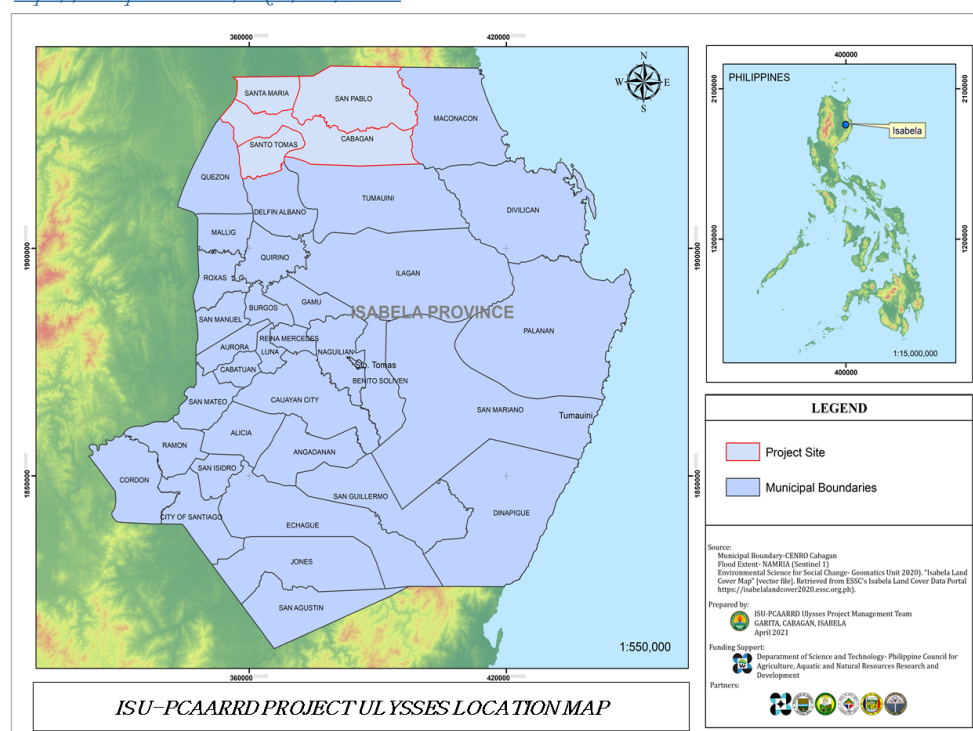 360000
420000
N
W E
S
SANTA MARIA
SAN PABLO
MACONACON
CABAGAN
SANTO TOMAS
QUEZON
TUMAUINI
DELFIN ALBANO
DIVILICAN
MALLIG
1900000
1900000
QUIRINO
ILAGAN
ROXAS
GAMU
BURGOS
ISABELA PROVINCE
SAN MANUEL
PALANAN
REINA MERCEDES
AURORA
LUNA
NAGUILIAN
Sto. Tomas
CABATUAN
BENITO SOLIVEN
SAN MATEO
CAUAYAN CITY
SAN MARIANO
Tumauini
ALICIA
RAMON
ANGADANAN
SAN ISIDRO
CORDON
1850000
1850000
SAN GUILLERMO
DINAPIGUE
CITY OF SANTIAGO
ECHAGUE
JONES
SAN AGUSTIN
1:550,000
360000
420000
ISU-PCAARRD PROJECT ULYSSES LOCATION MAP
400000
PHILIPPINES
2100000
2100000
Isabela
1200000
1200000
1:15,000,000
400000
LEGEND
Project Site
Municipal Boundaries
Source:
Municipal Boundary-CENRO Cabagan
Flood Extent- NAMRIA (Sentinel 1)
Environmental Science for Social Change- Geomatics Unit 2020). "Isabela Land
Cover Map" [vector file]. Retrieved from ESSC's Isabela Land Cover Data Portal
https://isabelalandcover2020.essc.org.ph).
Prepared by:
ISU-PCAARRD Ulysses Project Management Team
GARITA, CABAGAN, ISABELA
April 2021
Funding Support:
Department of Science and Technology- Philippine Council for
Agriculture, Aquatic and Natural Resources Research and
Development
Partners: